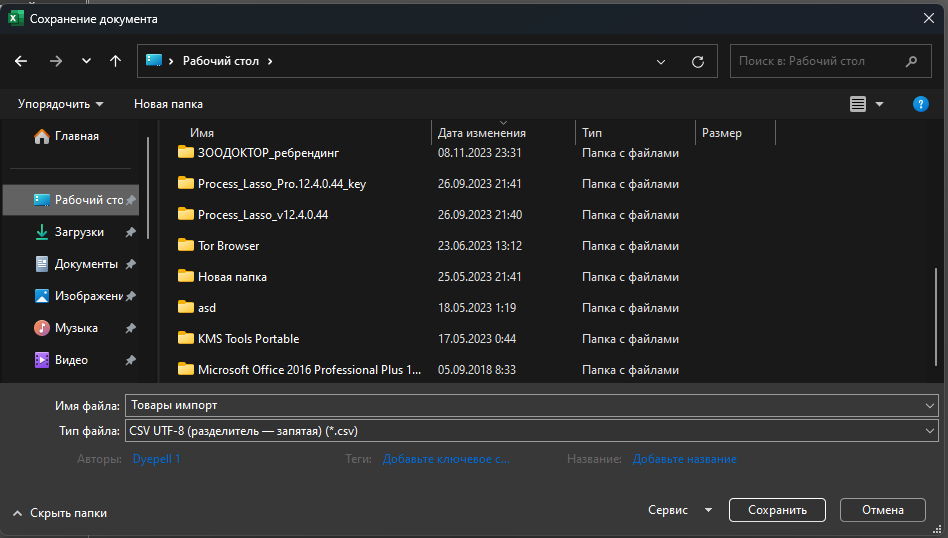 Сохранение документа
Рабочий стол
Поиск в: Рабочий стол
Упорядочить
Новая папка
?
Имя
Дата изменения
Тип
Размер
Главная
Рабочий сто
Загрузки
Документы
Изображени
Музыка
Видео
ЗООДОКТОР_ребрендинг 08.11.2023 23:31 Папка с файлами
Process_Lasso_Pro.12.4.0.44_key 26.09.2023 21:41 Папка с файлами
Process_Lasso_v12.4.0.44 26.09.2023 21:40 Папка с файлами
Tor Browser 23.06.2023 13:12 Папка с файлами
Новая папка 25.05.2023 21:41 Папка с файлами
asd 18.05.2023 1:19 Папка с файлами
KMS Tools Portable 17.05.2023 0:44 Папка с файлами
Microsoft Office 2016 Professional Plus 1... 05.09.2018 8:33 Папка с файлами
Имя файла: Товары импорт
Тип файла: CSV UTF-8 (разделитель — запятая) (*.csv)
Авторы: Dyepell 1
Теги: Добавьте ключевое с...
Название: Добавьте название
Скрыть папки
Сервис
Сохранить
Отмена